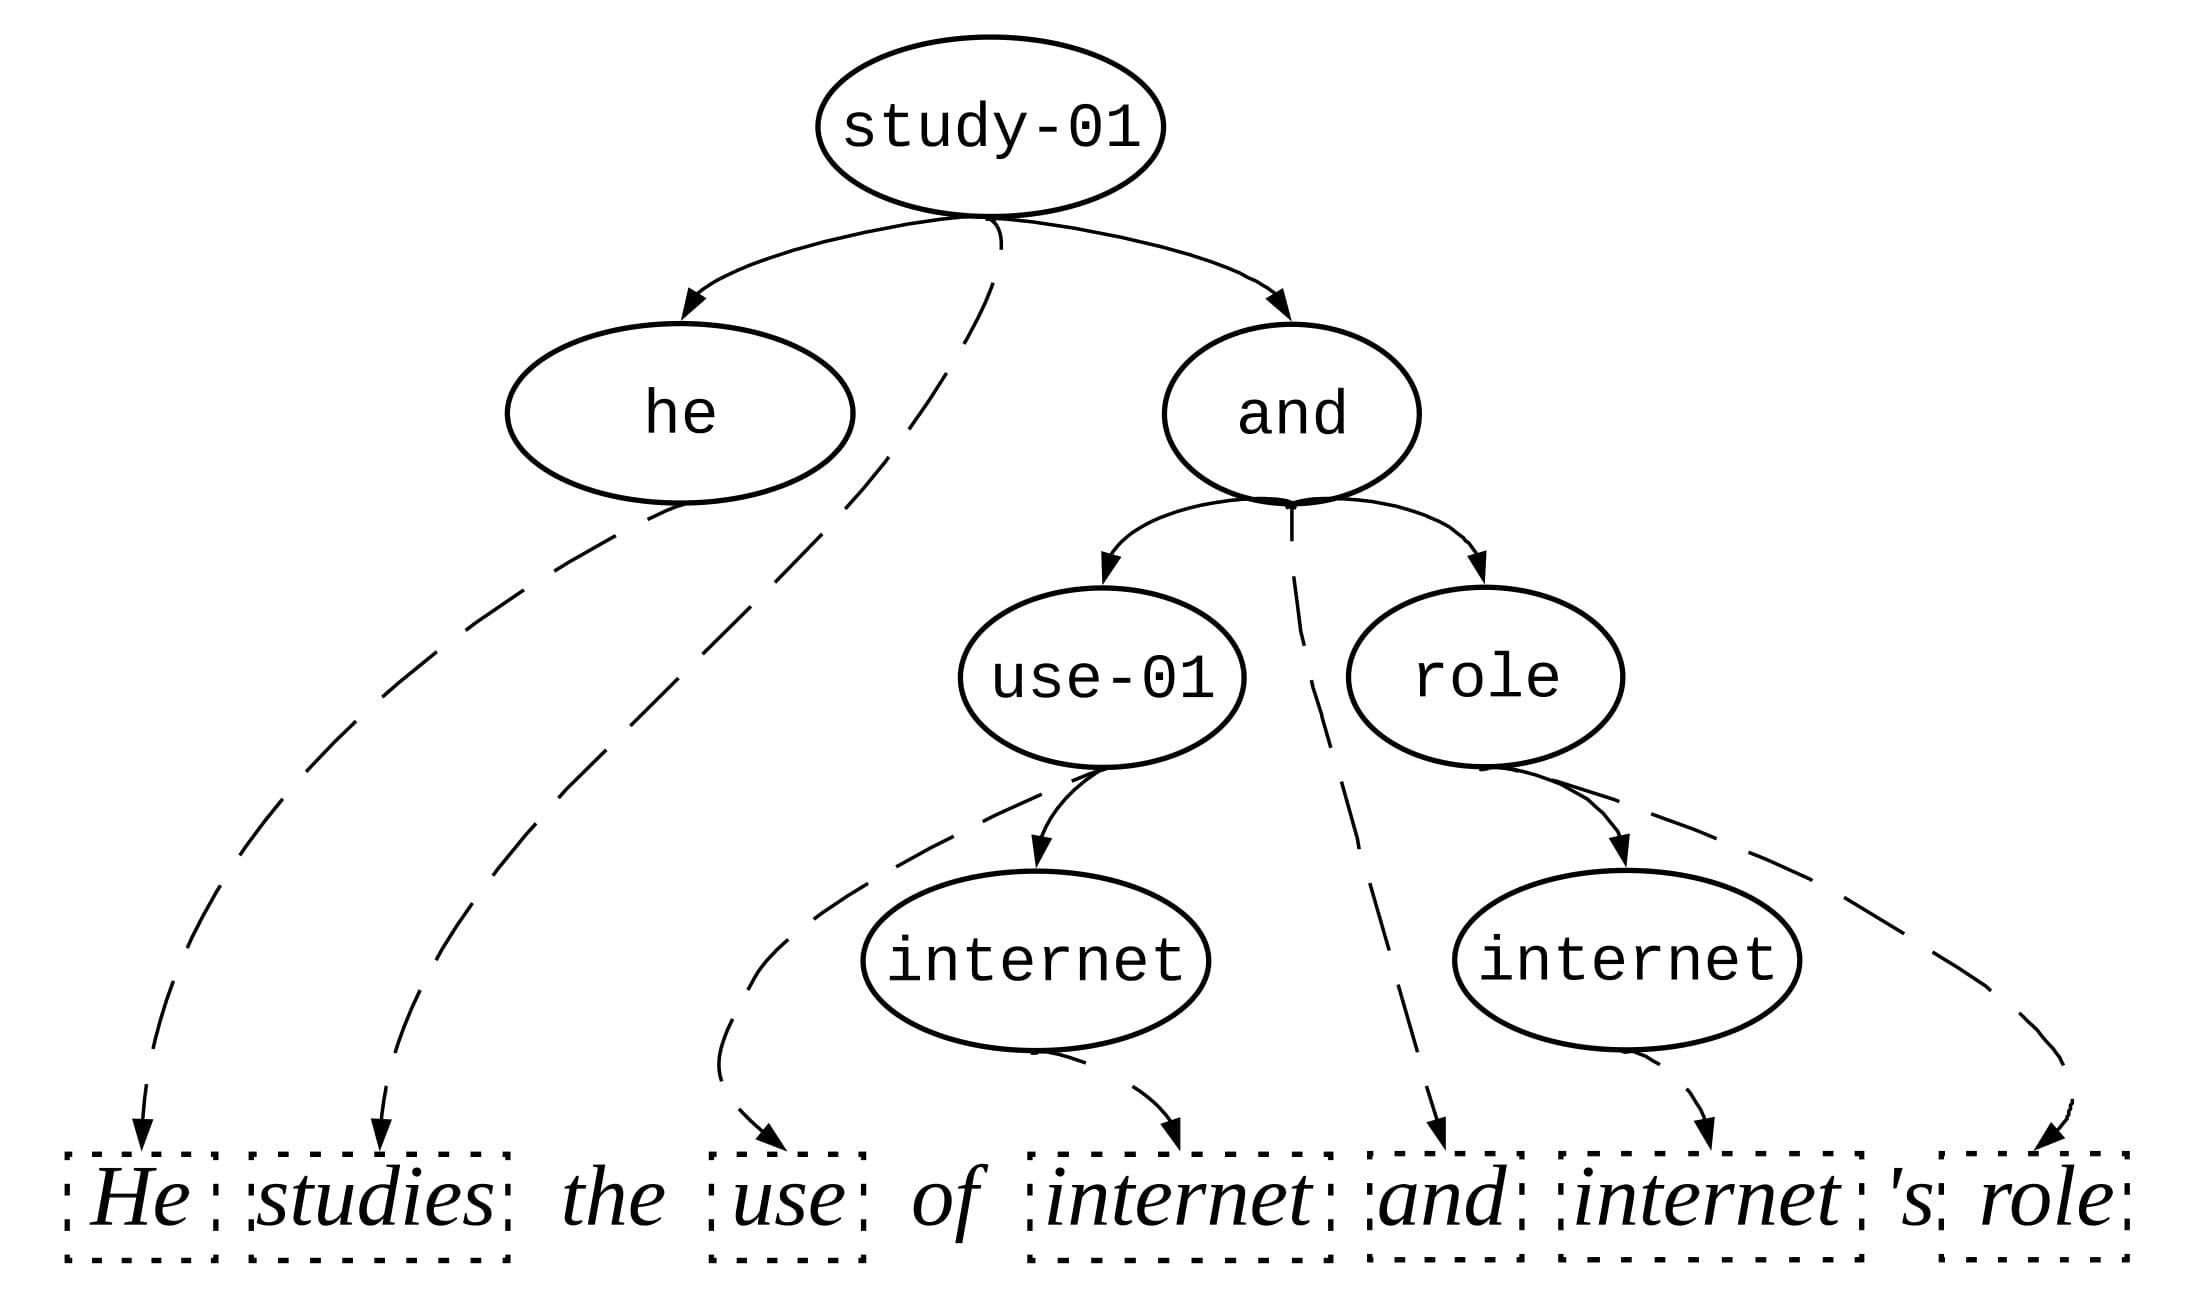 study-01
he and
use-01 role
internet internet
He studies the use of internet and internet 's role